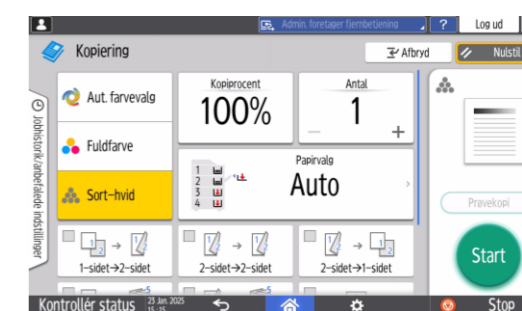 Admin. foretager fjernbetjening
?
Log ud
Kopiering
Afbryd
Nulstil
Jobhistorik/anbefalede indstillinger
Aut. farvevalg
Fuldfarve
Sort-hvid
Kopiprocent
100%
Antal
1
Papirvalg
Auto
1
2
3
4
Prøvekopi
Start
1-sidet→2-sidet
2-sidet→2-sidet
2-sidet→1-sidet
Kontrollér status
23 Jan. 2025
15:15
Stop